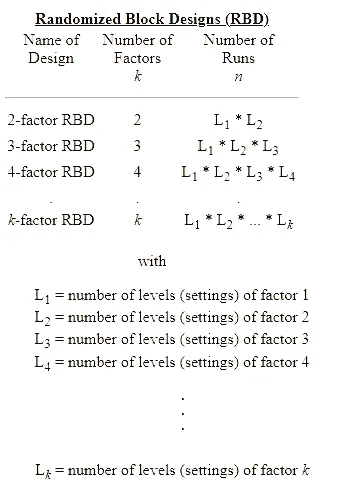 Randomized Block Designs (RBD)
Name of Number of Number of
Design Factors Runs
k n
2-factor RBD 2 L1 * L2
3-factor RBD 3 L1 * L2 * L3
4-factor RBD 4 L1 * L2 * L3 * L4
. . .
k-factor RBD k L1 * L2 * ... * Lk
with
L1 = number of levels (settings) of factor 1
L2 = number of levels (settings) of factor 2
L3 = number of levels (settings) of factor 3
L4 = number of levels (settings) of factor 4
.
.
.
Lk = number of levels (settings) of factor k